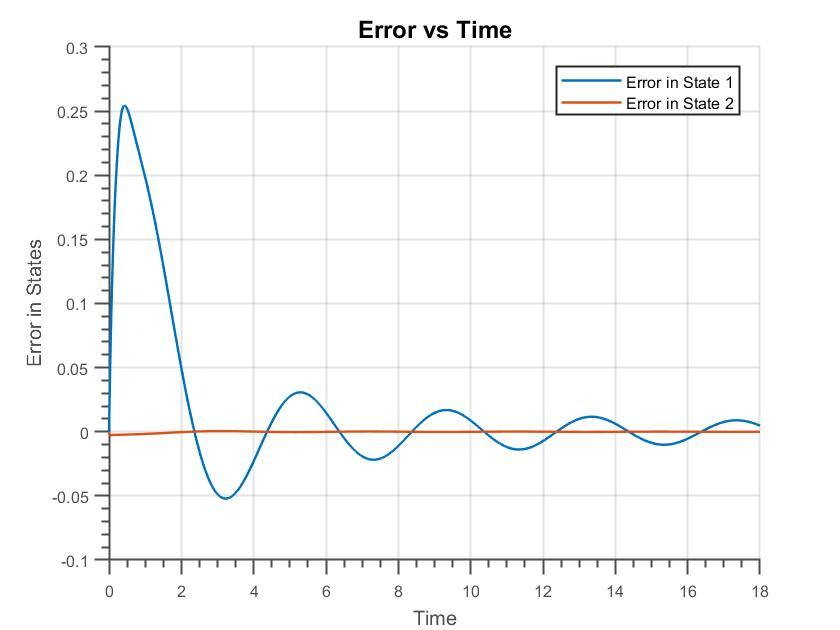 Error vs Time
0.3
Error in State 1
Error in State 2
0.25
0.2
0.15
0.1
0.05
0
-0.05
-0.1
Error in States
0 2 4 6 8 10 12 14 16 18
Time